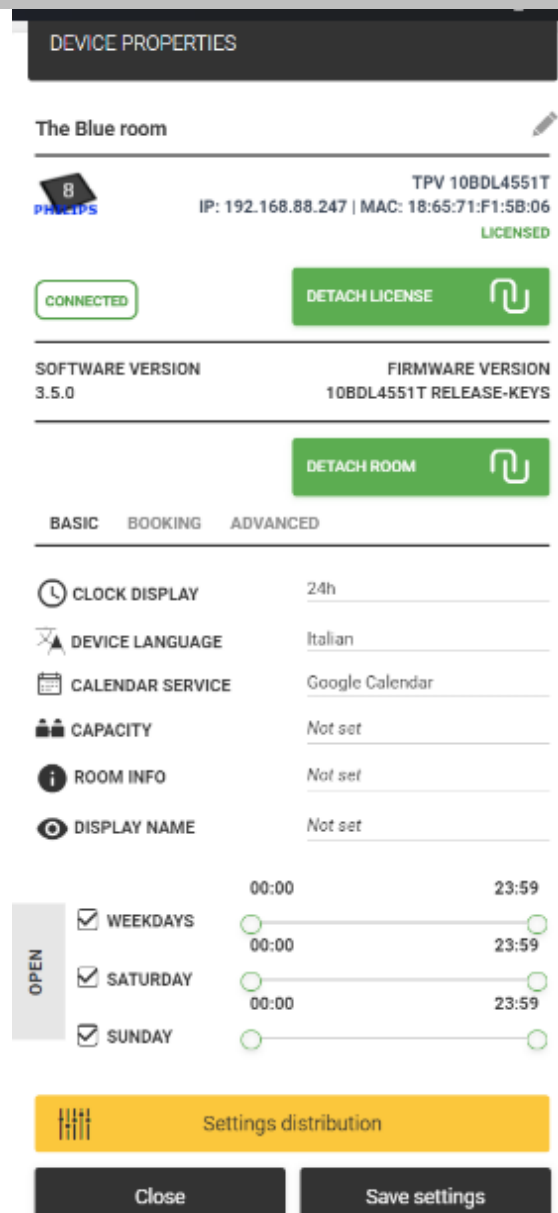 DEVICE PROPERTIES
The Blue room
8
PHILIPS
TPV 10BDL4551T
IP: 192.168.88.247 | MAC: 18:65:71:F1:5B:06
LICENSED
CONNECTED
DETACH LICENSE
SOFTWARE VERSION FIRMWARE VERSION
3.5.0 10BDL4551T RELEASE-KEYS
DETACH ROOM
BASIC BOOKING ADVANCED
CLOCK DISPLAY 24h
DEVICE LANGUAGE Italian
CALENDAR SERVICE Google Calendar
CAPACITY Not set
ROOM INFO Not set
DISPLAY NAME Not set
OPEN
00:00 23:59
WEEKDAYS
00:00 23:59
SATURDAY
00:00 23:59
SUNDAY
Settings distribution
Close Save settings